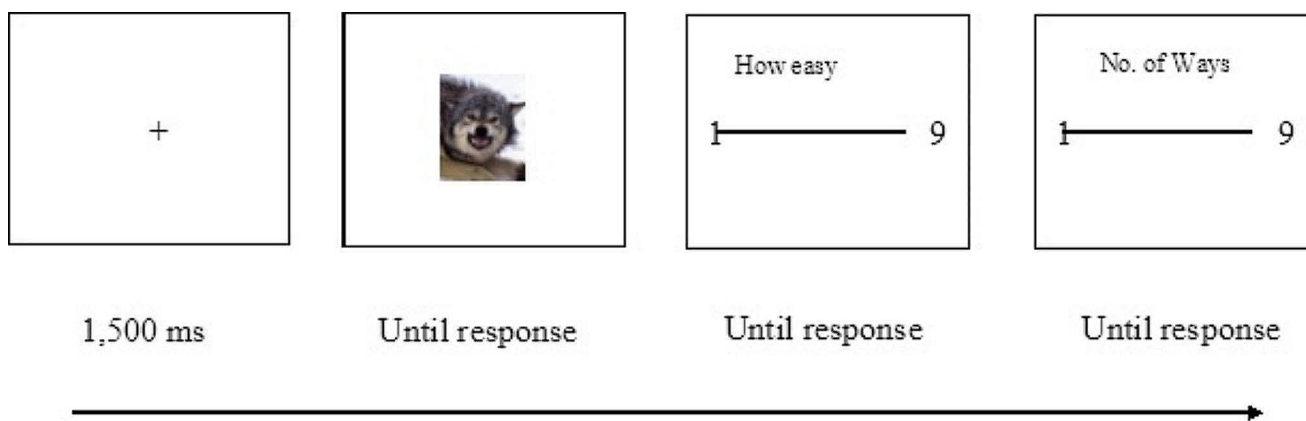 +
How easy
1 9
No. of Ways
1 9
1,500 ms
Until response
Until response
Until response